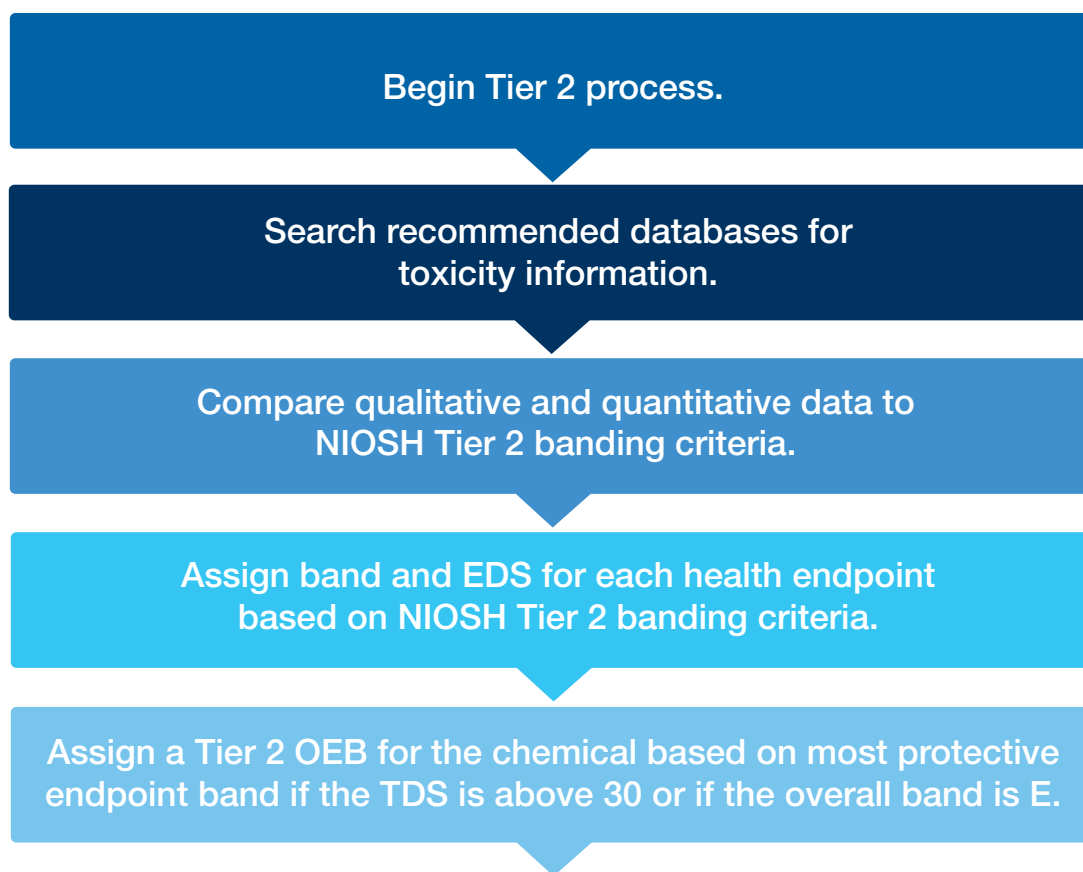 Begin Tier 2 process.
Search recommended databases for
toxicity information.
Compare qualitative and quantitative data to
NIOSH Tier 2 banding criteria.
Assign band and EDS for each health endpoint
based on NIOSH Tier 2 banding criteria.
Assign a Tier 2 OEB for the chemical based on most protective
endpoint band if the TDS is above 30 or if the overall band is E.